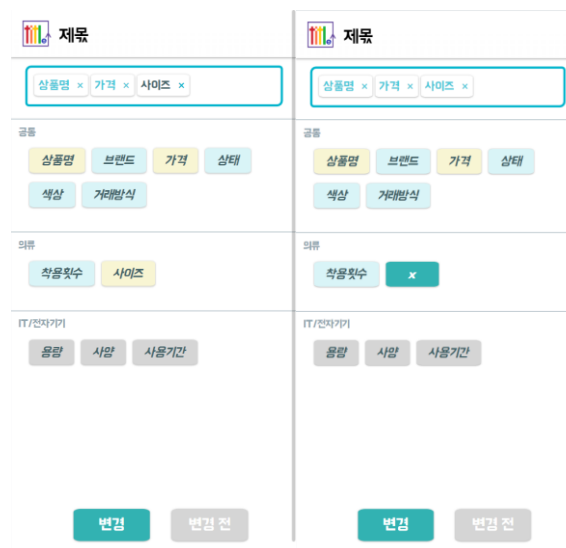 제목
상품명 × 가격 × 사이즈 ×
공통
상품명 브랜드 가격 상태
색상 거래방식
의류
착용횟수 사이즈
IT/전자기기
용량 사양 사용기간
변경 변경 전
제목
상품명 × 가격 × 사이즈 ×
공통
상품명 브랜드 가격 상태
색상 거래방식
의류
착용횟수 x
IT/전자기기
용량 사양 사용기간
변경 변경 전